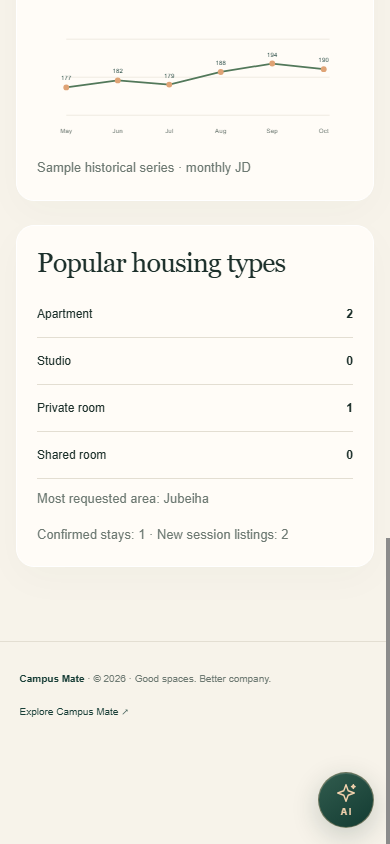 177
182
179
188
194
190
May Jun Jul Aug Sep Oct
Sample historical series · monthly JD
Popular housing types
Apartment 2
Studio 0
Private room 1
Shared room 0
Most requested area: Jubeiha
Confirmed stays: 1 · New session listings: 2
Campus Mate · © 2026 · Good spaces. Better company.
Explore Campus Mate ↗
AI